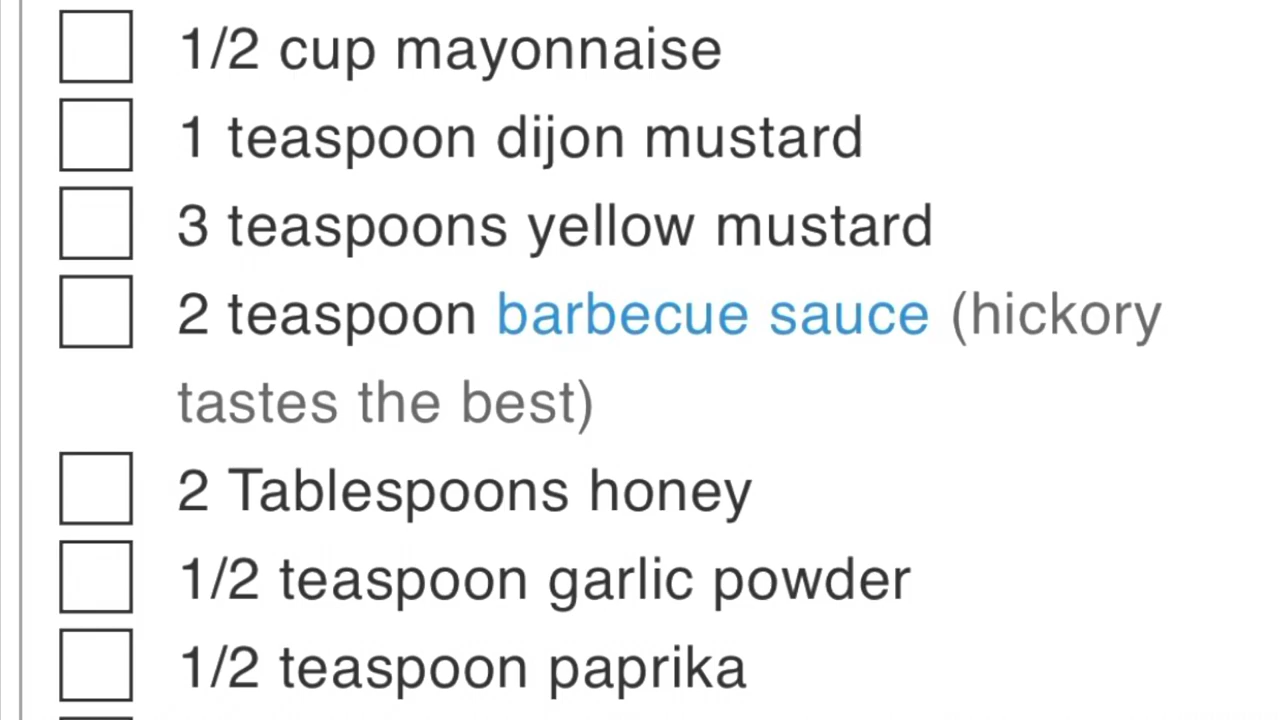 1/2 cup mayonnaise
1 teaspoon dijon mustard
3 teaspoons yellow mustard
2 teaspoon barbecue sauce (hickory
tastes the best)
2 Tablespoons honey
1/2 teaspoon garlic powder
1/2 teaspoon paprika